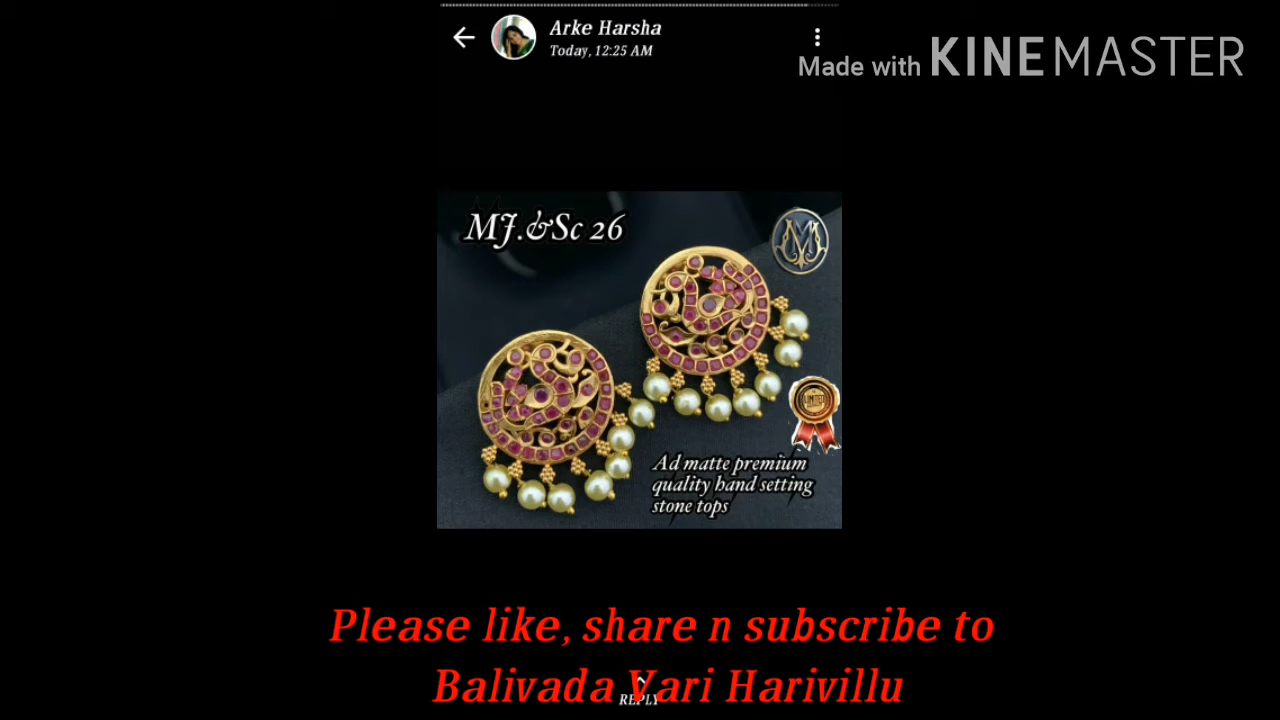 Arke Harsha
Today, 12:25 AM
Made with KINEMASTER
MJ.&Sc 26
Ad matte premium
quality hand setting
stone tops
Please like, share n subscribe to
Balivada Vari Harivillu
REPLY